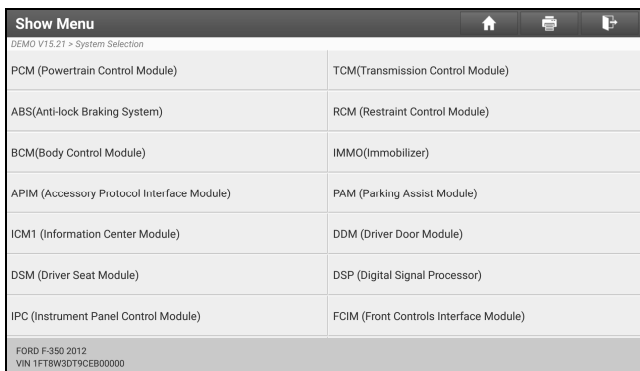 Show Menu
DEMO V15.21 > System Selection
PCM (Powertrain Control Module)
TCM(Transmission Control Module)
ABS(Anti-lock Braking System)
RCM (Restraint Control Module)
BCM(Body Control Module)
IMMO(Immobilizer)
APIM (Accessory Protocol Interface Module)
PAM (Parking Assist Module)
ICM1 (Information Center Module)
DDM (Driver Door Module)
DSM (Driver Seat Module)
DSP (Digital Signal Processor)
IPC (Instrument Panel Control Module)
FCIM (Front Controls Interface Module)
FORD F-350 2012
VIN 1FT8W3DT9CEB00000